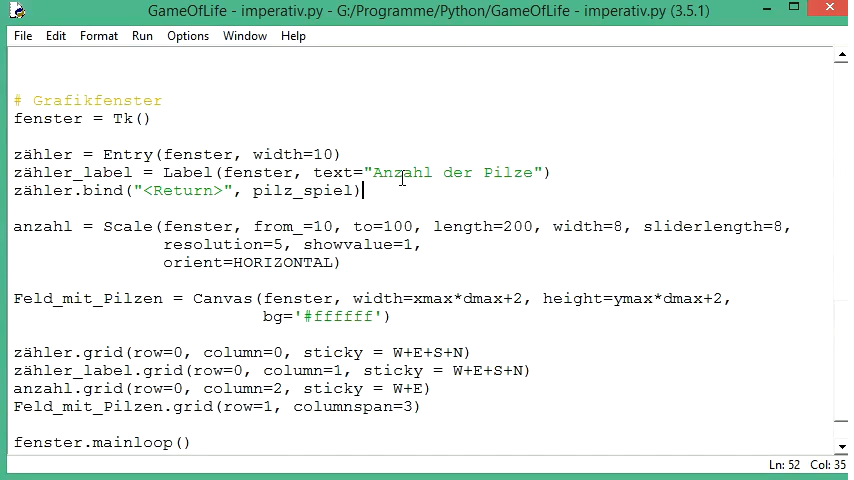 GameOfLife - imperativ.py - G:/Programme/Python/GameOfLife - imperativ.py (3.5.1)
File Edit Format Run Options Window Help
# Grafikfenster
fenster = Tk()
zähler = Entry(fenster, width=10)
zähler_label = Label(fenster, text="Anzahl der Pilze")
zähler.bind("<Return>", pilz_spiel)
anzahl = Scale(fenster, from_=10, to=100, length=200, width=8, sliderlength=8,
resolution=5, showvalue=1,
orient=HORIZONTAL)
Feld_mit_Pilzen = Canvas(fenster, width=xmax*dmax+2, height=ymax*dmax+2,
bg='#ffffff')
zähler.grid(row=0, column=0, sticky = W+E+S+N)
zähler_label.grid(row=0, column=1, sticky = W+E+S+N)
anzahl.grid(row=0, column=2, sticky = W+E)
Feld_mit_Pilzen.grid(row=1, columnspan=3)
fenster.mainloop()
Ln: 52 Col: 35